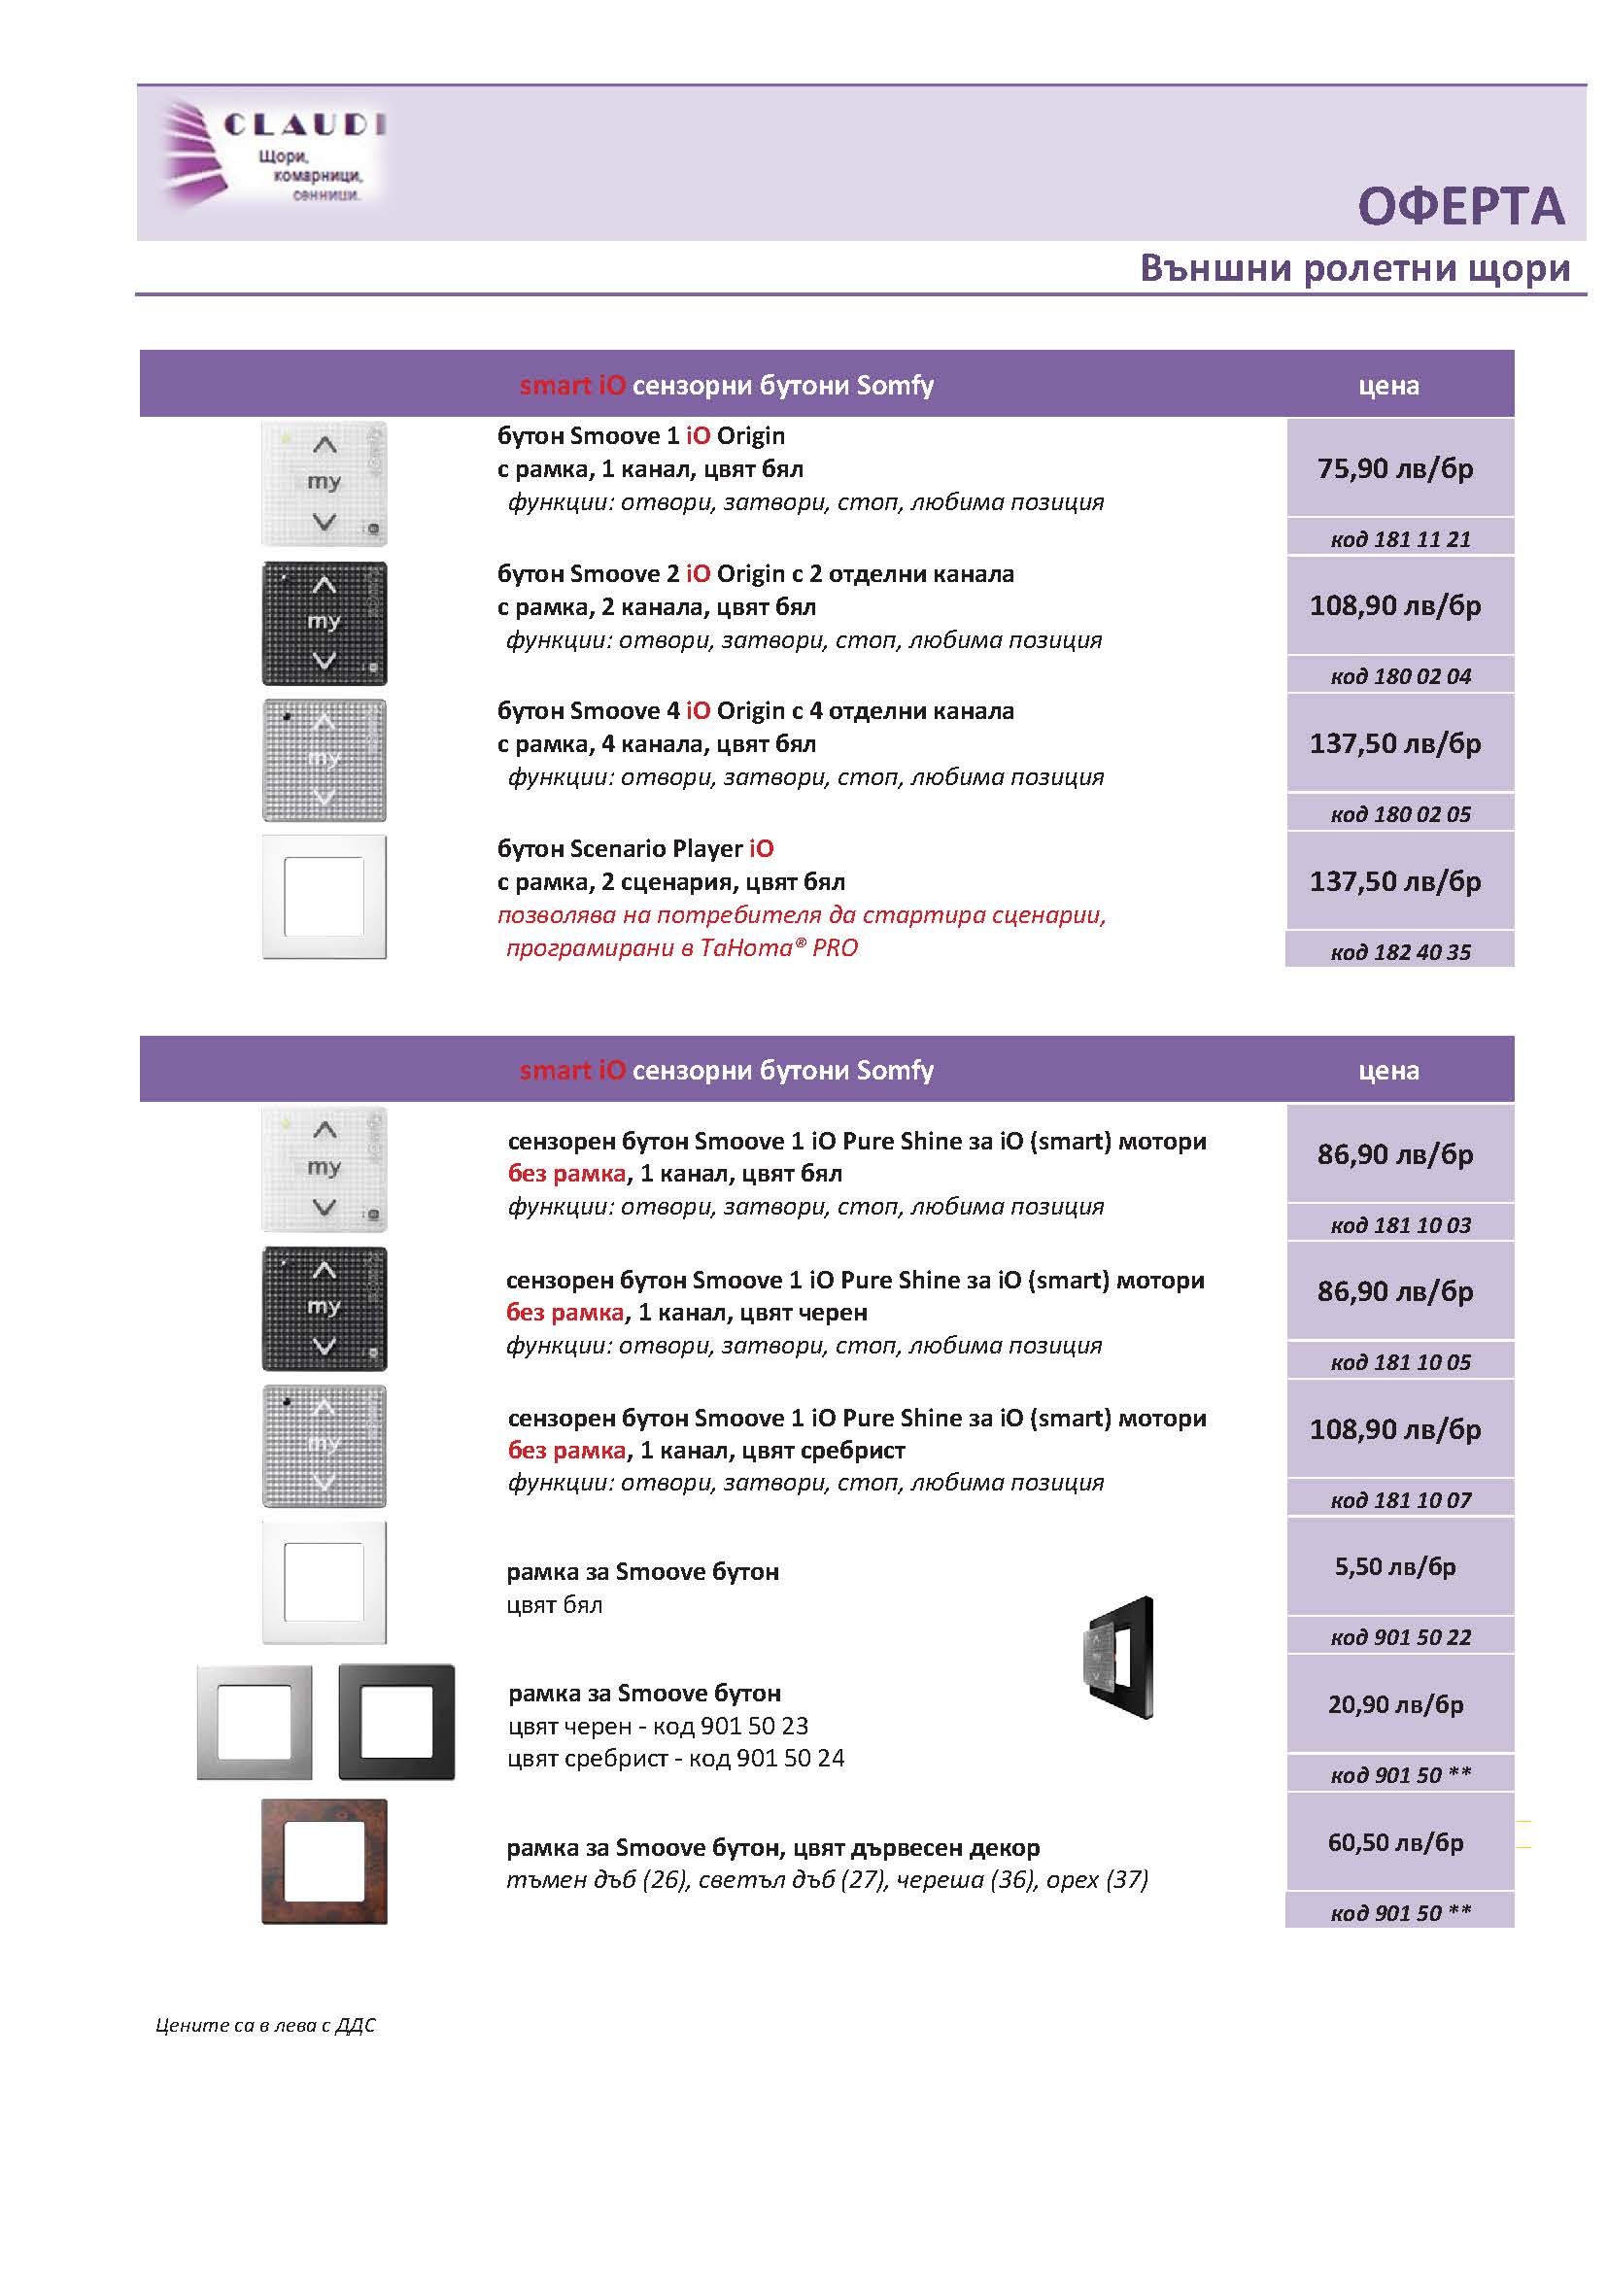 CLAUDI
Щори,
комарници,
сенници.
ОФЕРТА
Външни ролетни щори
smart iO сензорни бутони Somfy цена
my
бутон Smoove 1 iO Origin
с рамка, 1 канал, цвят бял
функции: отвори, затвори, стоп, любима позиция
75,90 лв/бр
код 181 11 21
my
бутон Smoove 2 iO Origin с 2 отделни канала
с рамка, 2 канала, цвят бял
функции: отвори, затвори, стоп, любима позиция
108,90 лв/бр
код 180 02 04
my
бутон Smoove 4 iO Origin с 4 отделни канала
с рамка, 4 канала, цвят бял
функции: отвори, затвори, стоп, любима позиция
137,50 лв/бр
код 180 02 05
бутон Scenario Player iO
с рамка, 2 сценария, цвят бял
позволява на потребителя да стартира сценарии,
програмирани в TaHoma® PRO
137,50 лв/бр
код 182 40 35
smart iO сензорни бутони Somfy цена
my
сензорен бутон Smoove 1 iO Pure Shine за iO (smart) мотори
без рамка, 1 канал, цвят бял
функции: отвори, затвори, стоп, любима позиция
86,90 лв/бр
код 181 10 03
my
сензорен бутон Smoove 1 iO Pure Shine за iO (smart) мотори
без рамка, 1 канал, цвят черен
функции: отвори, затвори, стоп, любима позиция
86,90 лв/бр
код 181 10 05
my
сензорен бутон Smoove 1 iO Pure Shine за iO (smart) мотори
без рамка, 1 канал, цвят сребрист
функции: отвори, затвори, стоп, любима позиция
108,90 лв/бр
код 181 10 07
рамка за Smoove бутон
цвят бял
5,50 лв/бр
код 901 50 22
my
рамка за Smoove бутон
цвят черен - код 901 50 23
цвят сребрист - код 901 50 24
20,90 лв/бр
код 901 50 **
рамка за Smoove бутон, цвят дървесен декор
тъмен дъб (26), светъл дъб (27), череша (36), орех (37)
60,50 лв/бр
код 901 50 **
Цените са в лева с ДДС